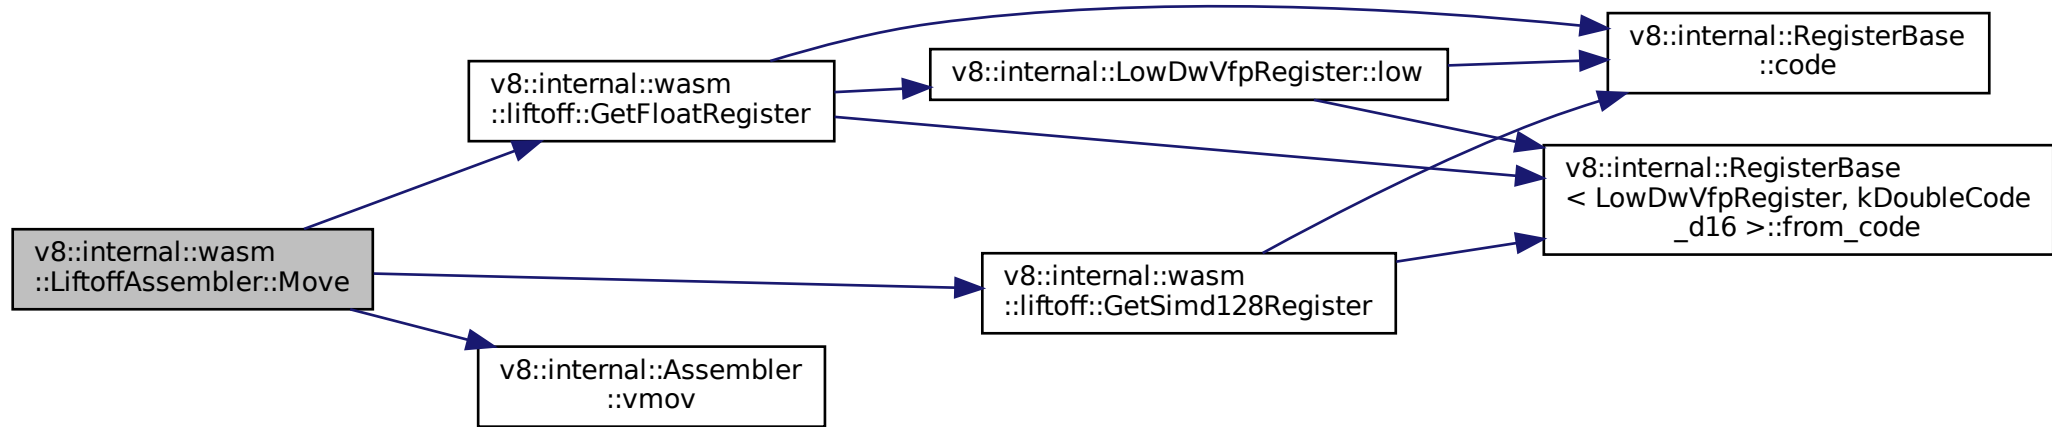 v8::internal::wasm
::LiftoffAssembler::Move
v8::internal::wasm
::liftoff::GetFloatRegister
v8::internal::Assembler
::vmov
v8::internal::LowDwVfpRegister::low
v8::internal::wasm
::liftoff::GetSimd128Register
v8::internal::RegisterBase
::code
v8::internal::RegisterBase
< LowDwVfpRegister, kDoubleCode
_d16 >::from_code